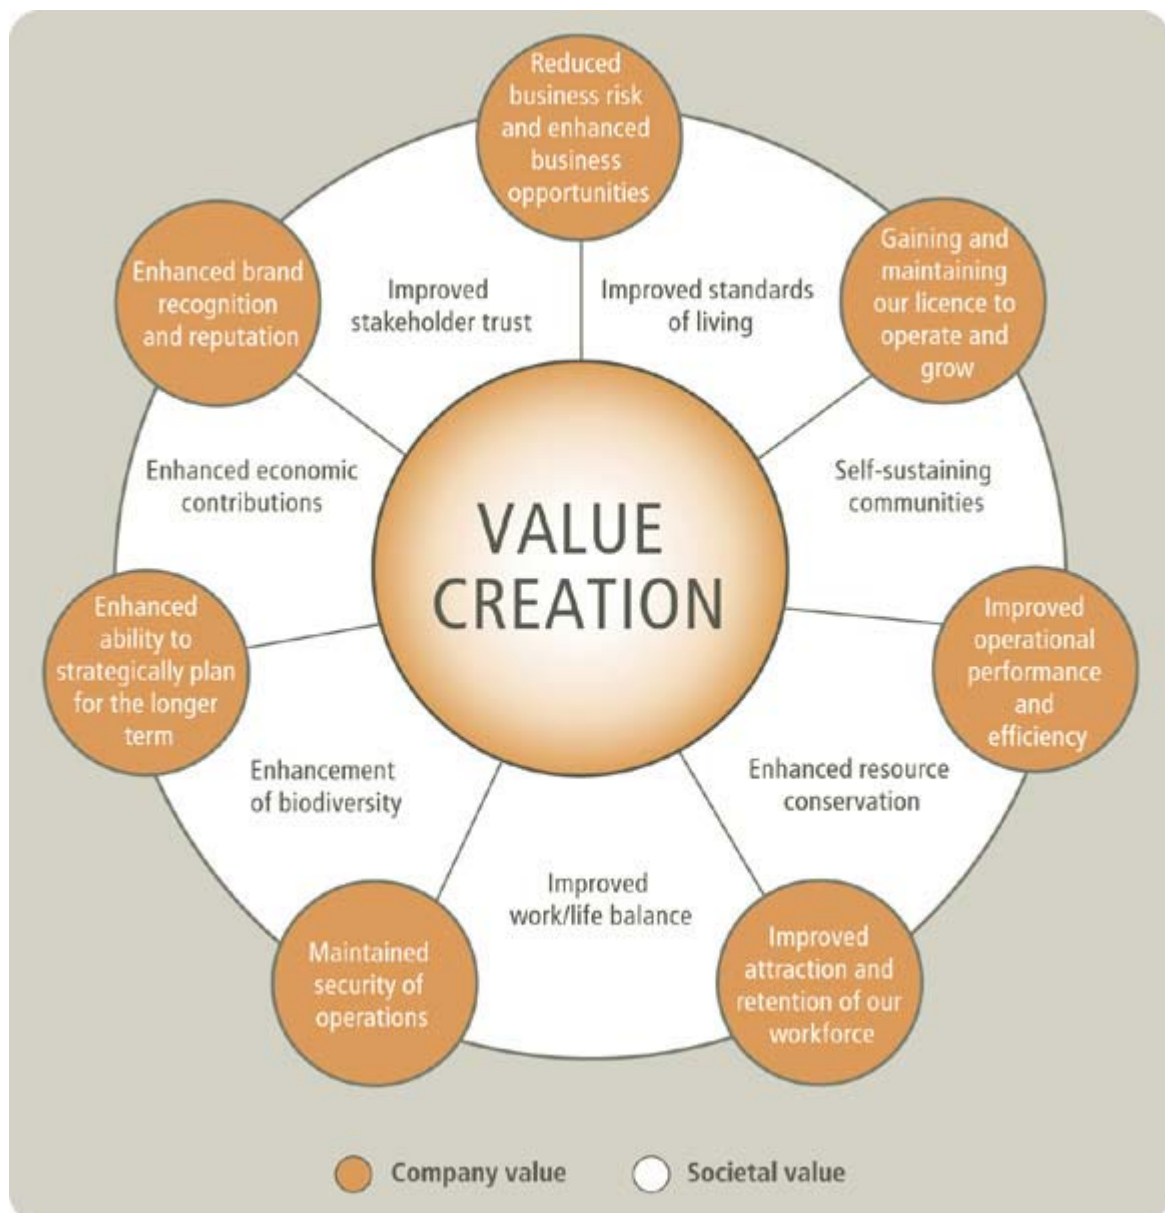 Reduced
business risk
and enhanced
business
opportunities
Gaining and
maintaining
our licence to
operate and
grow
Enhanced brand
recognition
and reputation
Improved
stakeholder trust
Improved standards
of living
Enhanced economic
contributions
Self-sustaining
communities
VALUE
CREATION
Enhanced
ability to
strategically plan
for the longer
term
Improved
operational
performance
and
efficiency
Enhancement
of biodiversity
Enhanced resource
conservation
Improved
work/life balance
Maintained
security of
operations
Improved
attraction and
retention of our
workforce
Company value
Societal value